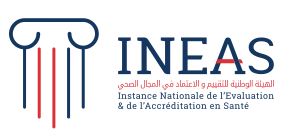 INEAS
الهيئة الوطنية للتقييم و الاعتماد في المجال الصحي
Instance Nationale de l'Evaluation
& de l'Accréditation en Santé